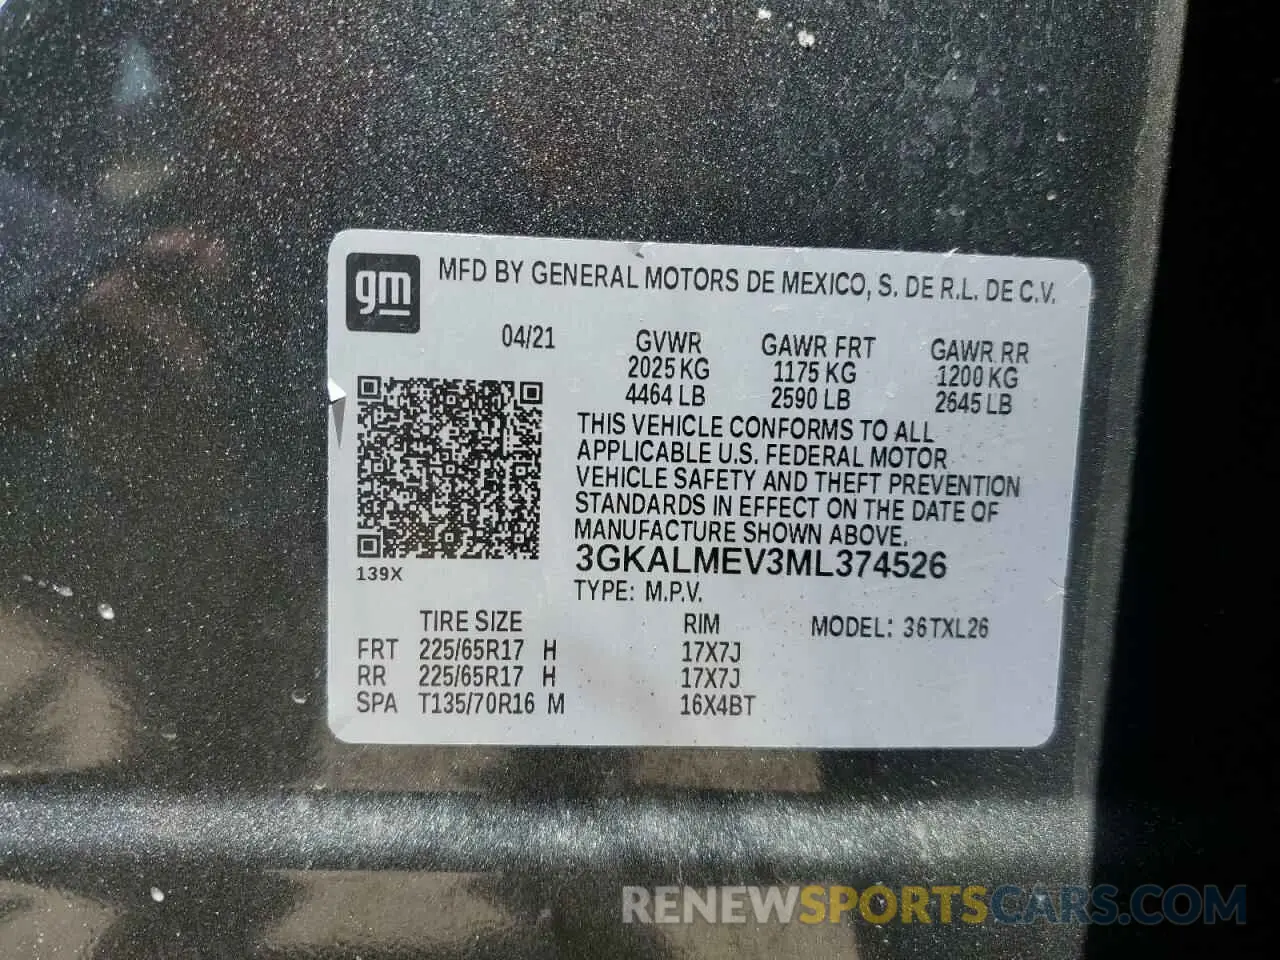 gm MFD BY GENERAL MOTORS DE MEXICO, S. DE R.L. DE C.V.
04/21 GVWR GAWR FRT GAWR RR
2025 KG 1175 KG 1200 KG
4464 LB 2590 LB 2645 LB
THIS VEHICLE CONFORMS TO ALL
APPLICABLE U.S. FEDERAL MOTOR
VEHICLE SAFETY AND THEFT PREVENTION
STANDARDS IN EFFECT ON THE DATE OF
MANUFACTURE SHOWN ABOVE.
3GKALMEV3ML374526
139X
TYPE: M.P.V.
TIRE SIZE RIM MODEL: 36TXL26
FRT 225/65R17 H 17X7J
RR 225/65R17 H 17X7J
SPA T135/70R16 M 16X4BT
RENEWSPORTSCARS.COM